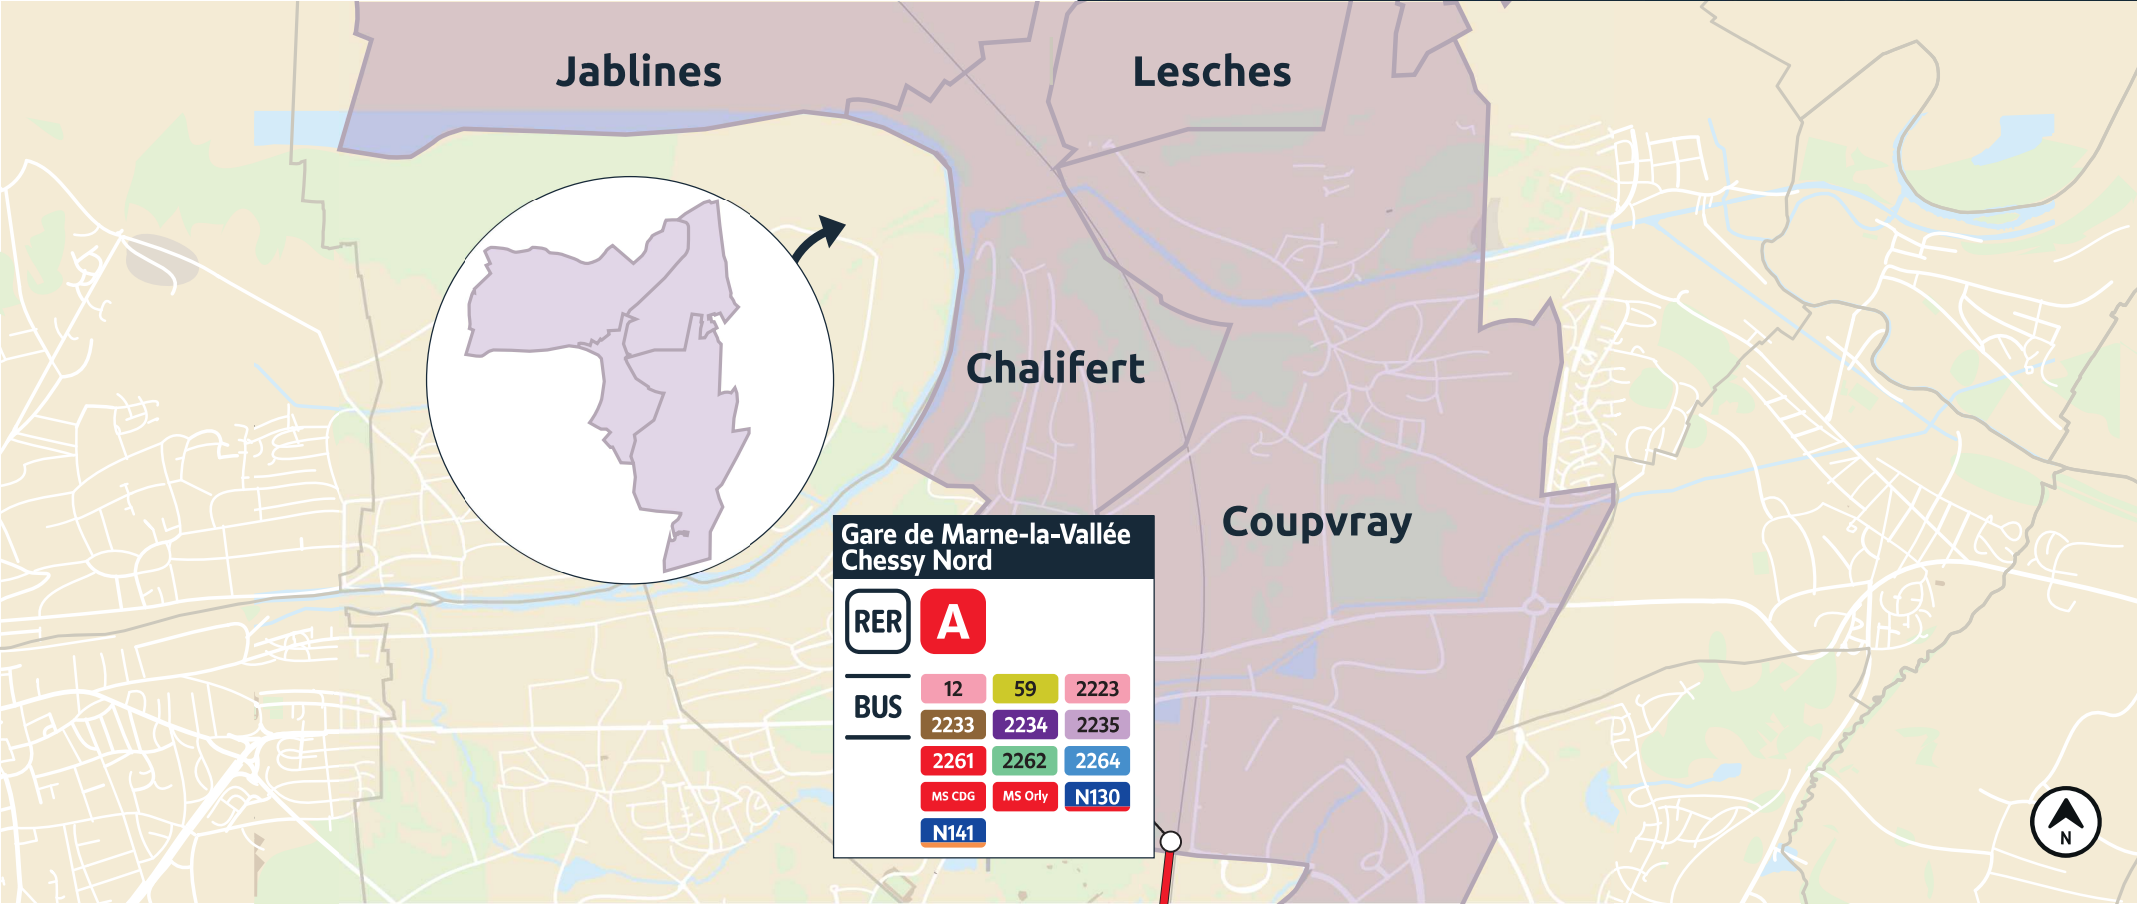 Jablines
Lesches
Chalifert
Coupvray
Gare de Marne-la-Vallée
Chessy Nord
RER A
BUS
12 59 2223
2233 2234 2235
2261 2262 2264
MS CDG MS Orly N130
N141
N